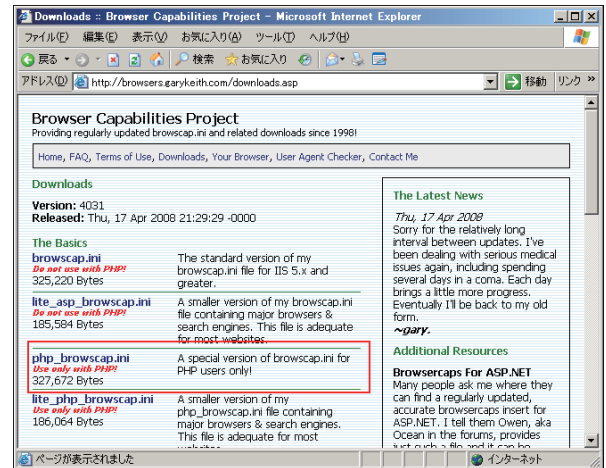 Downloads :: Browser Capabilities Project - Microsoft Internet Explorer
ファイル(F) 編集(E) 表示(V) お気に入り(A) ツール(T) ヘルプ(H)
戻る 検索 お気に入り
アドレス(D) http://browsers.garykeith.com/downloads.asp 移動 リンク »
Browser Capabilities Project
Providing regularly updated browscap.ini and related downloads since 1998!
Home, FAQ, Terms of Use, Downloads, Your Browser, User Agent Checker, Contact Me
Downloads
Version: 4031
Released: Thu, 17 Apr 2008 21:29:29 -0000
The Basics
browscap.ini
Do not use with PHP!
325,220 Bytes
The standard version of my
browscap.ini file for IIS 5.x and
greater.
lite_asp_browscap.ini
Do not use with PHP!
185,584 Bytes
A smaller version of my browscap.ini
file containing major browsers &
search engines. This file is adequate
for most websites.
php_browscap.ini
Use only with PHP!
327,672 Bytes
A special version of browscap.ini for
PHP users only!
lite_php_browscap.ini
Use only with PHP!
186,064 Bytes
A smaller version of my
php_browscap.ini file containing
major browsers & search engines.
This file is adequate for most
websites.
The Latest News
Thu, 17 Apr 2008
Sorry for the relatively long
interval between updates. I've
been dealing with serious medical
issues again, including spending
several days in a coma. Each day
brings a little more progress.
Eventually I'll be back to my old
form.
~gary.
Additional Resources
Browsercaps For ASP.NET
Many people ask me where they
can find a regularly updated,
accurate browsercaps insert for
ASP.NET. I tell them Owen, aka
Ocean in the forums, provides
just such a file and it can be
ページが表示されました インターネット